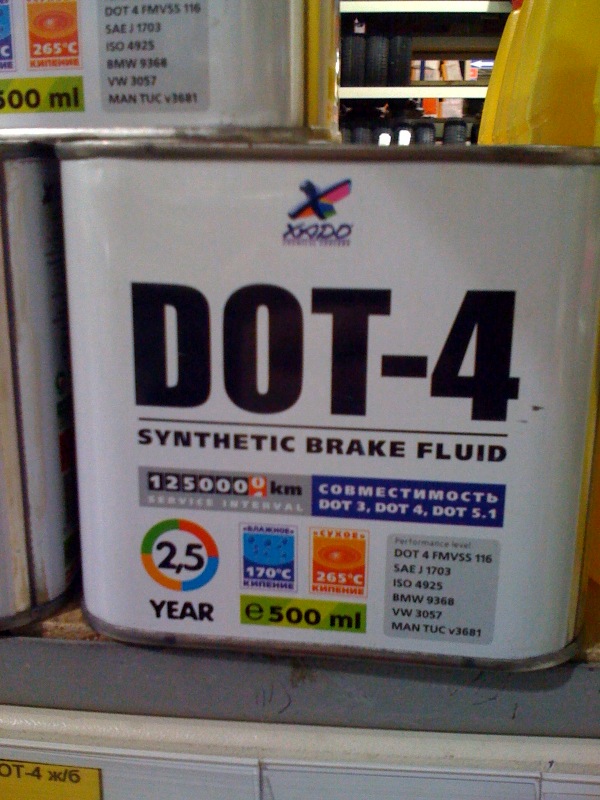 265°C
КИПЕНИЕ
500 ml
DOT 4 FMVSS 116
SAE J 1703
ISO 4925
BMW 9368
VW 3057
MAN TUC v3681
XADO
DOT-4
SYNTHETIC BRAKE FLUID
125000 km
SERVICE INTERVAL
СОВМЕСТИМОСТЬ
DOT 3, DOT 4, DOT 5.1
2,5
YEAR
«ВЛАЖНОЕ»
170°C
КИПЕНИЕ
«СУХОЕ»
265°C
КИПЕНИЕ
e 500 ml
Performance level
DOT 4 FMVSS 116
SAE J 1703
ISO 4925
BMW 9368
VW 3057
MAN TUC v3681
ОТ-4 ж/б